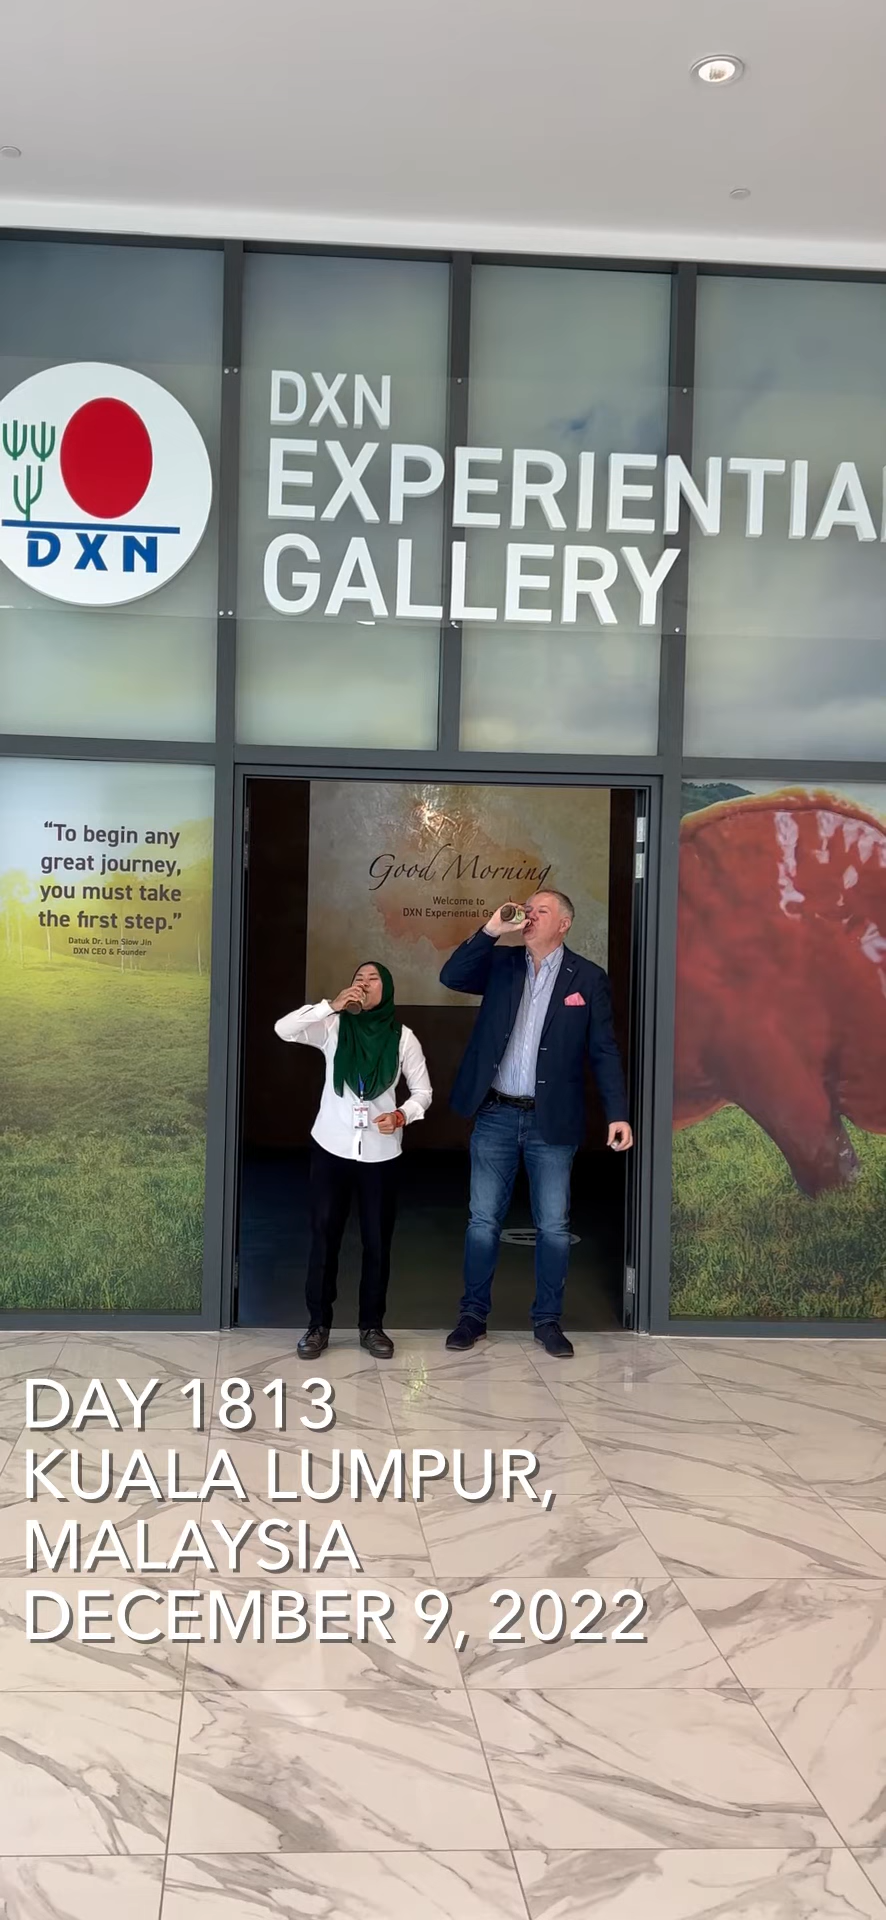 DXN
EXPERIENTIA
GALLERY
DXN
“To begin any
great journey,
you must take
the first step.”
Datuk Dr. Lim Siow Jin
DXN CEO & Founder
Good Morning
Welcome to
DXN Experiential Ga
DAY 1813
KUALA LUMPUR,
MALAYSIA
DECEMBER 9, 2022